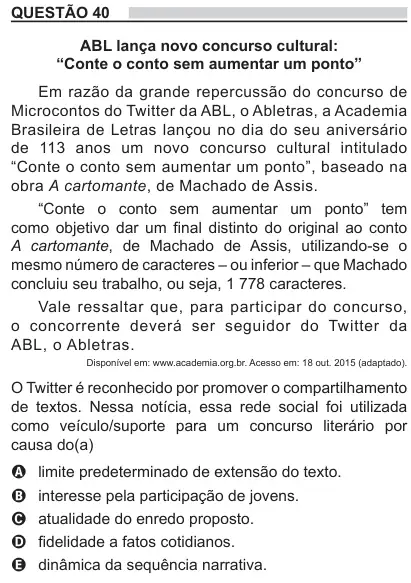 QUESTÃO 40
ABL lança novo concurso cultural:
“Conte o conto sem aumentar um ponto”
Em razão da grande repercussão do concurso de
Microcontos do Twitter da ABL, o Abletras, a Academia
Brasileira de Letras lançou no dia do seu aniversário
de 113 anos um novo concurso cultural intitulado
“Conte o conto sem aumentar um ponto”, baseado na
obra A cartomante, de Machado de Assis.
“Conte o conto sem aumentar um ponto” tem
como objetivo dar um final distinto do original ao conto
A cartomante, de Machado de Assis, utilizando-se o
mesmo número de caracteres – ou inferior – que Machado
concluiu seu trabalho, ou seja, 1 778 caracteres.
Vale ressaltar que, para participar do concurso,
o concorrente deverá ser seguidor do Twitter da
ABL, o Abletras.
Disponível em: www.academia.org.br. Acesso em: 18 out. 2015 (adaptado).
O Twitter é reconhecido por promover o compartilhamento
de textos. Nessa notícia, essa rede social foi utilizada
como veículo/suporte para um concurso literário por
causa do(a)
A limite predeterminado de extensão do texto.
B interesse pela participação de jovens.
C atualidade do enredo proposto.
D fidelidade a fatos cotidianos.
E dinâmica da sequência narrativa.